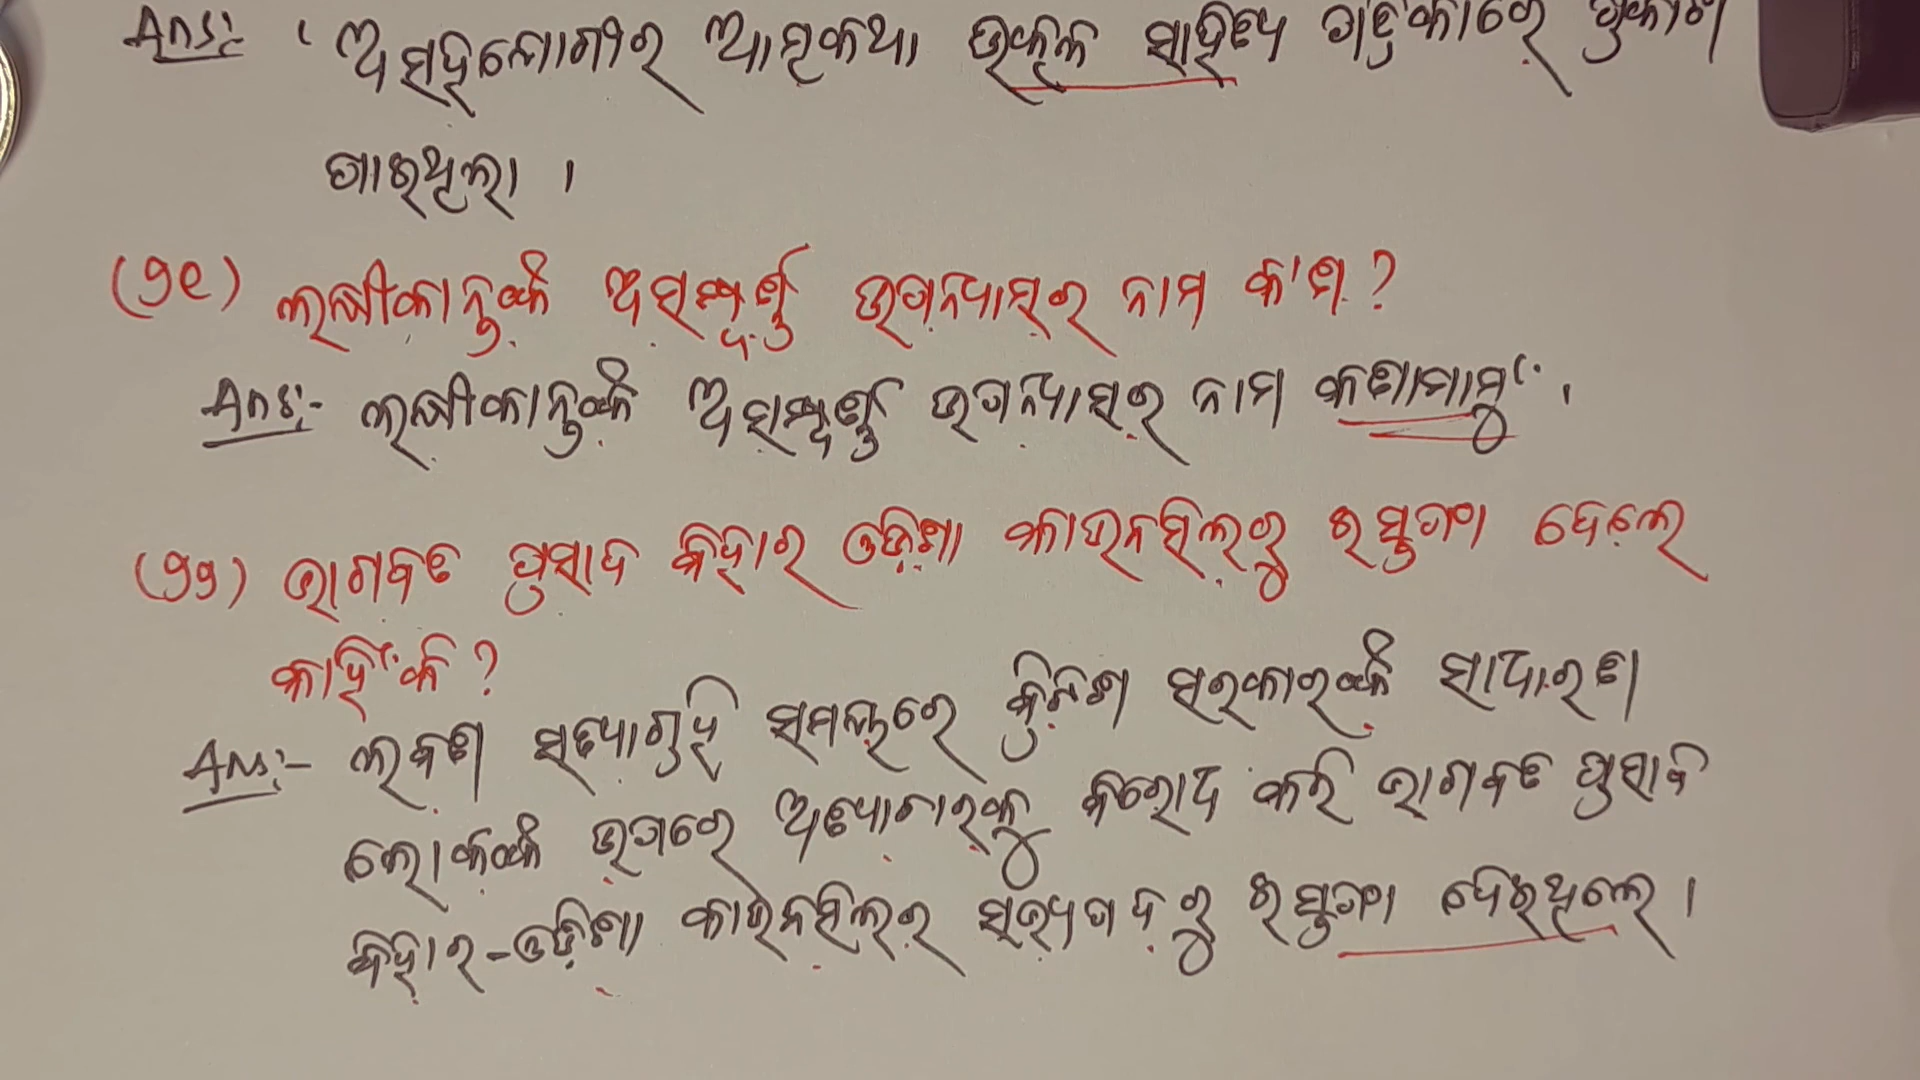 Ans:- 'ଅସହଯୋଗୀର ଆତ୍ମକଥା ଉତ୍କଳ ସାହିତ୍ୟ ପତ୍ରିକାରେ ପ୍ରକାଶ
ପାଇଥିଲା ।
(୨୧) ଲକ୍ଷ୍ମୀକାନ୍ତଙ୍କ ଅସମ୍ପୂର୍ଣ୍ଣ ଉପନ୍ୟାସର ନାମ କ'ଣ ?
Ans:- ଲକ୍ଷ୍ମୀକାନ୍ତଙ୍କ ଅସମ୍ପୂର୍ଣ୍ଣ ଉପନ୍ୟାସର ନାମ କଣାମାମୁଁ ।
(୨୨) ଭାଗବତ ପ୍ରସାଦ ବିହାର ଓଡ଼ିଶା କାଉନସିଲରୁ ଇସ୍ତଫା ଦେଲେ
କାହିଁକି ?
Ans:- ଲବଣ ସତ୍ୟାଗ୍ରହ ସମୟରେ ବ୍ରିଟିଶ ସରକାରଙ୍କ ସାଧାରଣ
ଲୋକଙ୍କ ଉପରେ ଅତ୍ୟାଚାରକୁ ବିରୋଧ କରି ଭାଗବତ ପ୍ରସାଦ
ବିହାର-ଓଡ଼ିଶା କାଉନସିଲର ସଭ୍ୟପଦରୁ ଇସ୍ତଫା ଦେଇଥିଲେ ।